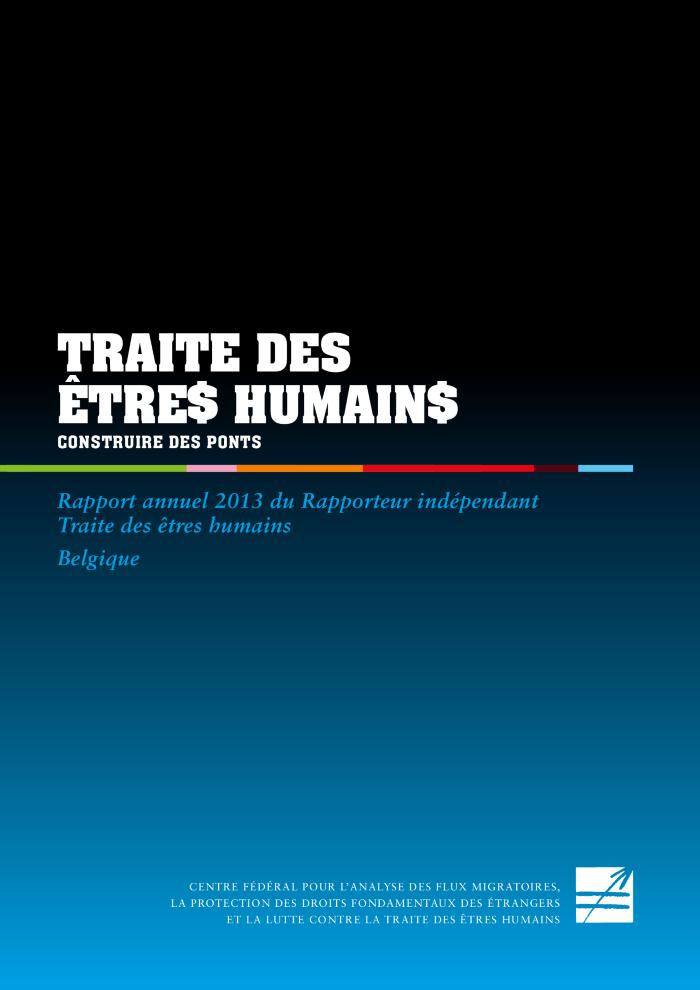 TRAITE DES
ÊTRE$ HUMAIN$
CONSTRUIRE DES PONTS
Rapport annuel 2013 du Rapporteur indépendant
Traite des êtres humains
Belgique
CENTRE FÉDÉRAL POUR L'ANALYSE DES FLUX MIGRATOIRES,
LA PROTECTION DES DROITS FONDAMENTAUX DES ÉTRANGERS
ET LA LUTTE CONTRE LA TRAITE DES ÊTRES HUMAINS